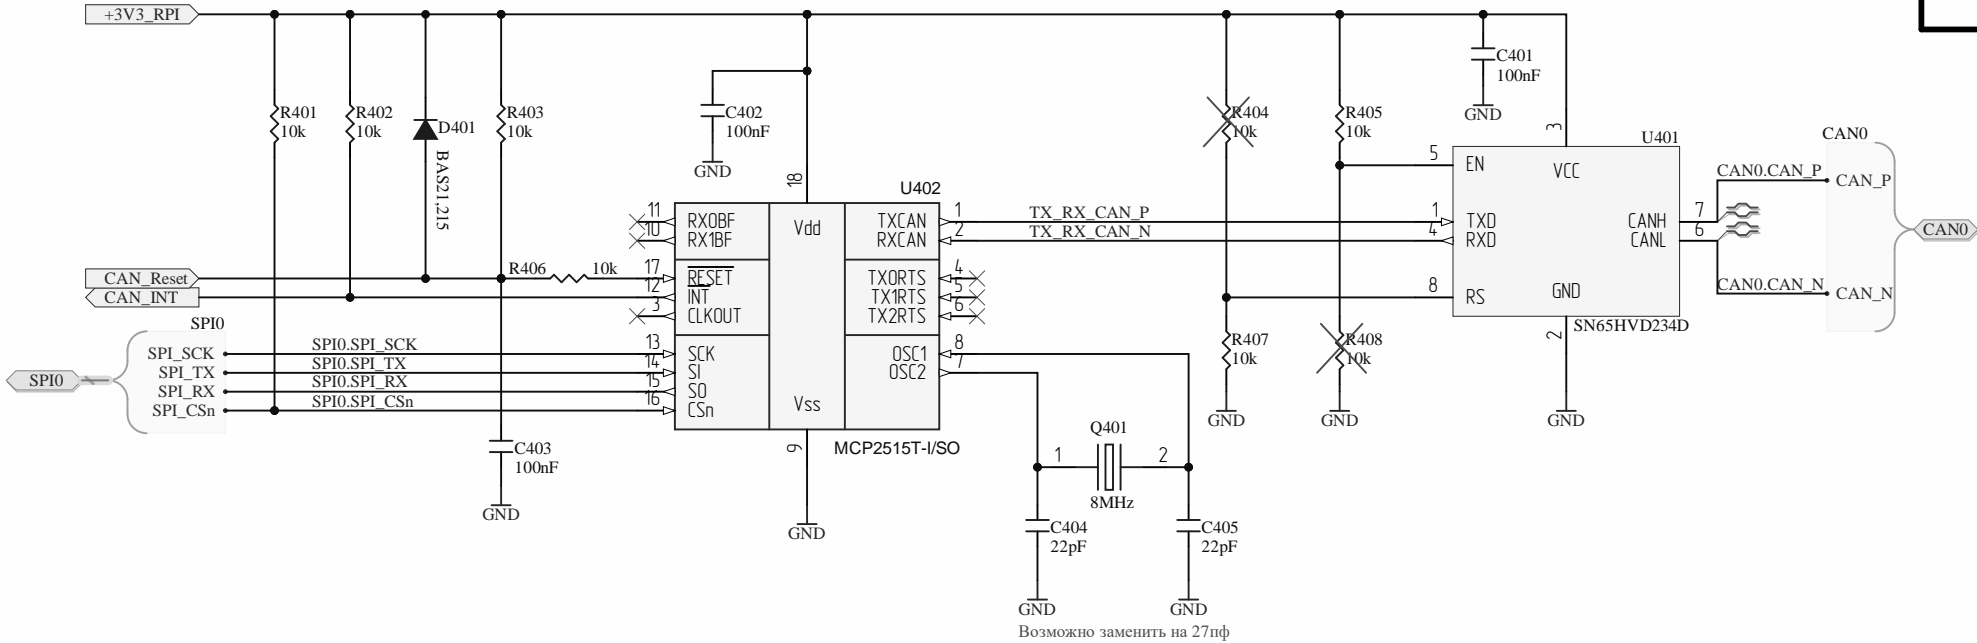 +3V3_RPI
R401
10k
R402
10k
D401
BAS21,215
R403
10k
C402
100nF
GND
R404
10k
R405
10k
C401
100nF
GND
U401
3
VCC
5
EN
1
TXD
4
RXD
8
RS
GND
2
CANH
7
CANL
6
SN65HVD234D
GND
CAN0
CAN0.CAN_P
CAN_P
CAN0.CAN_N
CAN_N
CAN0
U402
18
Vdd
11
RX0BF
10
RX1BF
TXCAN
1
RXCAN
2
TX_RX_CAN_P
TX_RX_CAN_N
CAN_Reset
CAN_INT
R406
10k
17
RESET
12
INT
3
CLKOUT
TX0RTS
4
TX1RTS
5
TX2RTS
6
SPI0
SPI0
SPI_SCK
SPI_TX
SPI_RX
SPI_CSn
SPI0.SPI_SCK
SPI0.SPI_TX
SPI0.SPI_RX
SPI0.SPI_CSn
13
SCK
14
SI
15
SO
16
CSn
OSC1
8
OSC2
7
Vss
9
MCP2515T-I/SO
GND
R407
10k
GND
R408
10k
GND
C403
100nF
GND
Q401
1
2
8MHz
C404
22pF
GND
C405
22pF
GND
Возможно заменить на 27пф